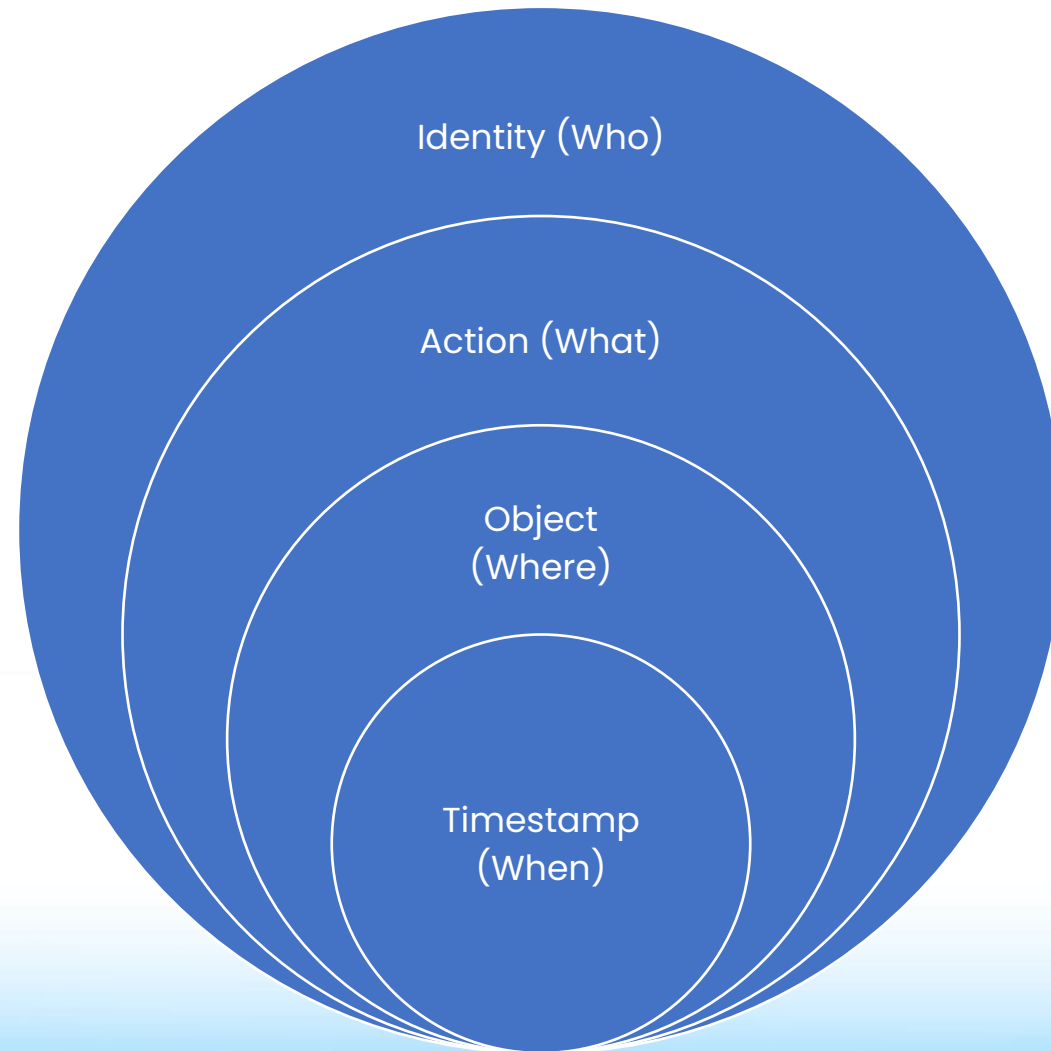 Identity (Who)
Action (What)
Object
(Where)
Timestamp
(When)